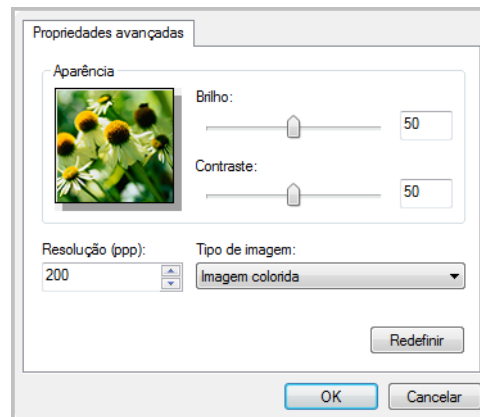 Propriedades avançadas
Aparência
Brilho:
50
Contraste:
50
Resolução (ppp):
200
Tipo de imagem:
Imagem colorida
Redefinir
OK
Cancelar